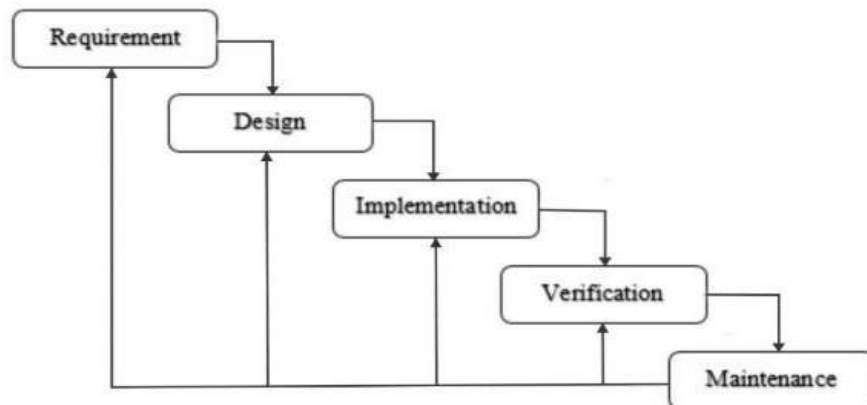 Requirement
Design
Implementation
Verification
Maintenance